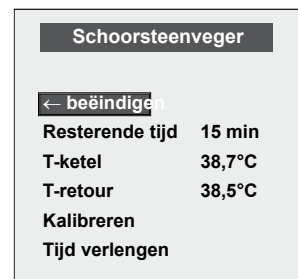 Schoorsteenveger
← beëindigen
Resterende tijd 15 min
T-ketel 38,7°C
T-retour 38,5°C
Kalibreren
Tijd verlengen